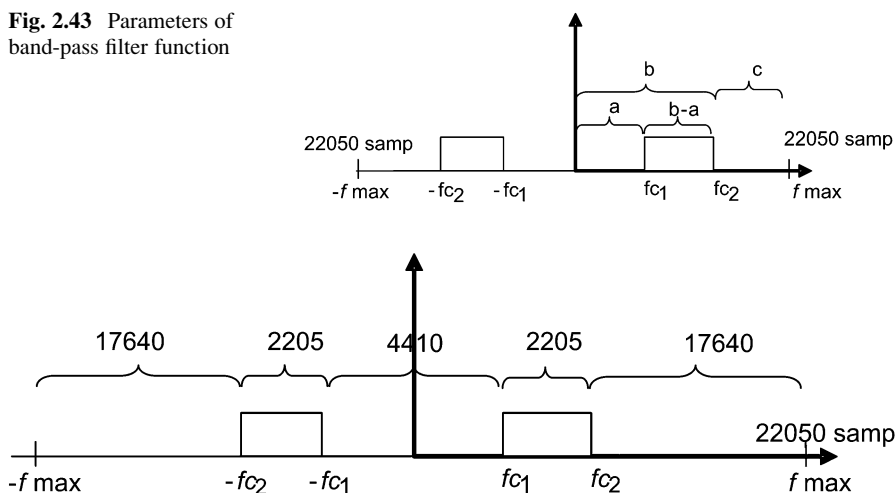 Fig. 2.43 Parameters of
band-pass filter function
b
c
a
b-a
22050 samp
22050 samp
-f max
-fc2
-fc1
fc1
fc2
f max
17640
2205
4410
2205
17640
22050 samp
-f max
-fc2
-fc1
fc1
fc2
f max